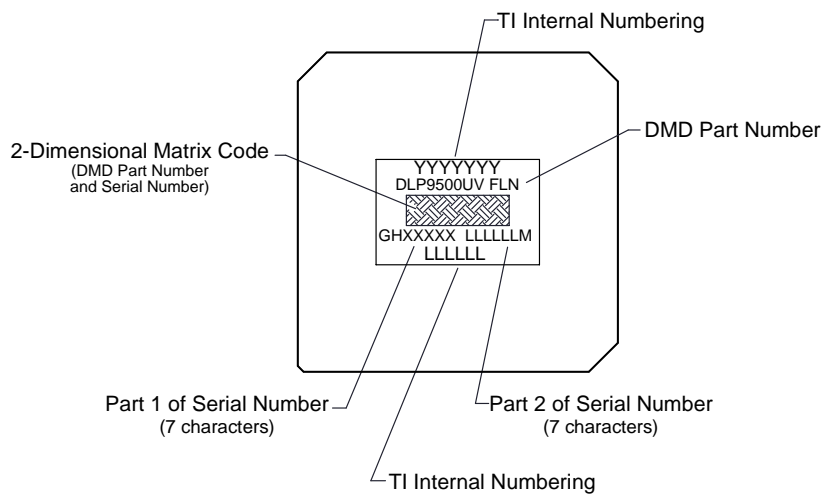 TI Internal Numbering
DMD Part Number
2-Dimensional Matrix Code
(DMD Part Number
and Serial Number)
YYYYYYY
DLP9500UV FLN
GHXXXXX LLLLLLM
LLLLLL
Part 1 of Serial Number
(7 characters)
Part 2 of Serial Number
(7 characters)
TI Internal Numbering